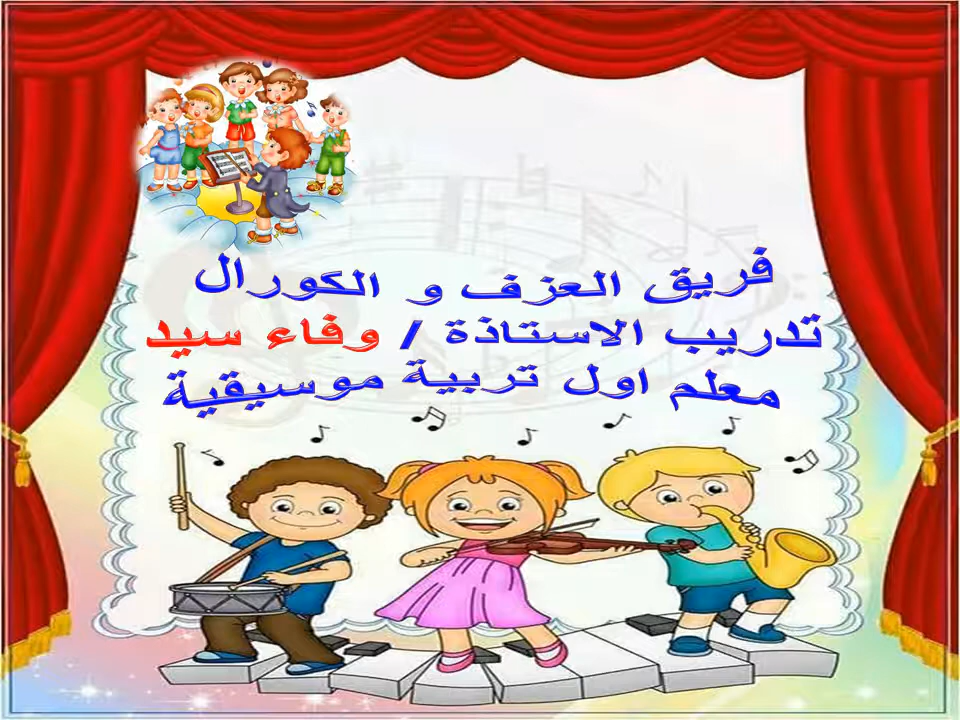 فريق العزف و الكورال
تدريب الاستاذة / وفاء سيد
معلم اول تربية موسيقية